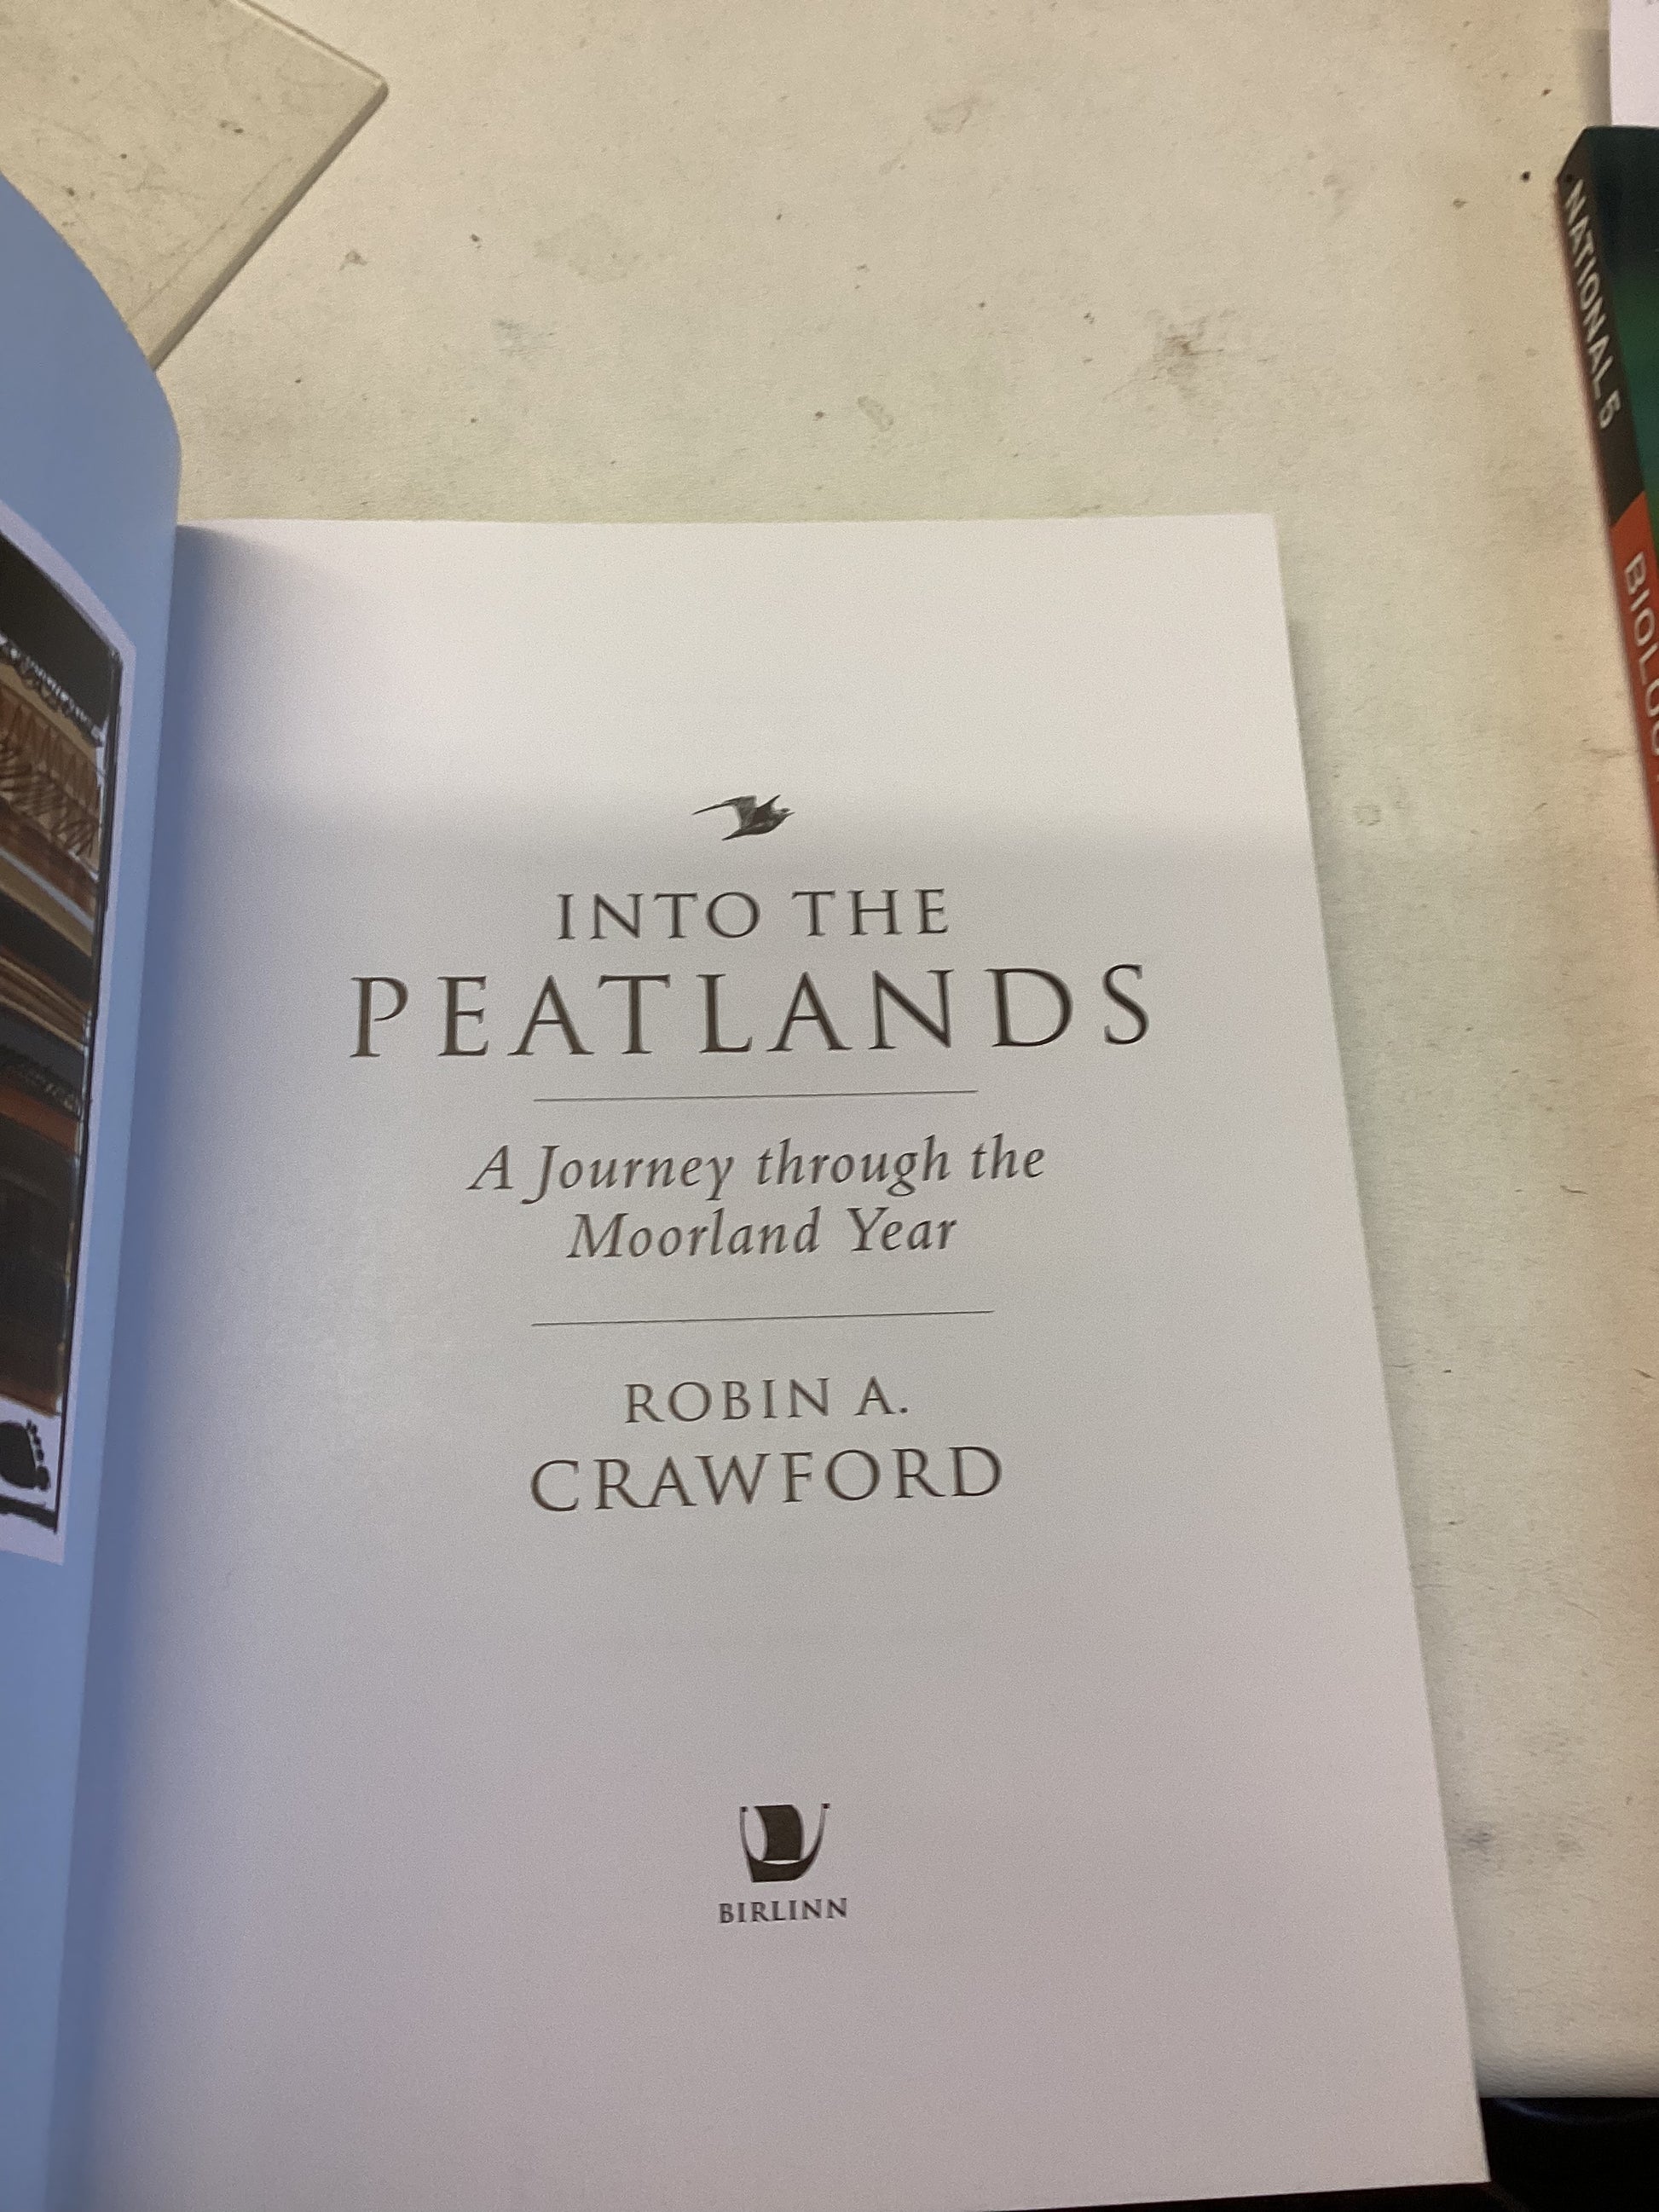 INTO THE
PEATLANDS
A Journey through the
Moorland Year
ROBIN A.
CRAWFORD
BIRLINN
NATIONAL 5